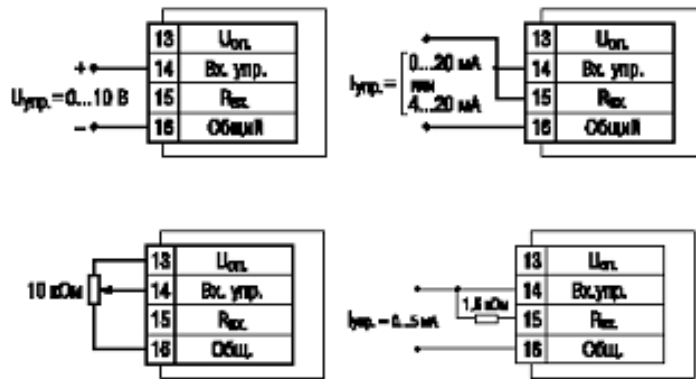 13 Uоп.
+ 14 Вх. упр.
Uупр.=0...10 В
15 Rвх.
– 16 Общий
13 Uоп.
0...20 мА
14 Вх. упр.
Iупр.= или
15 Rвх.
4...20 мА
16 Общий
13 Uоп.
10 кОм 14 Вх. упр.
15 Rвх.
16 Общ.
13 Uоп.
14 Вх.упр.
кОм
15 Rвх.
Iупр. = 0...5 мА
16 Общ.